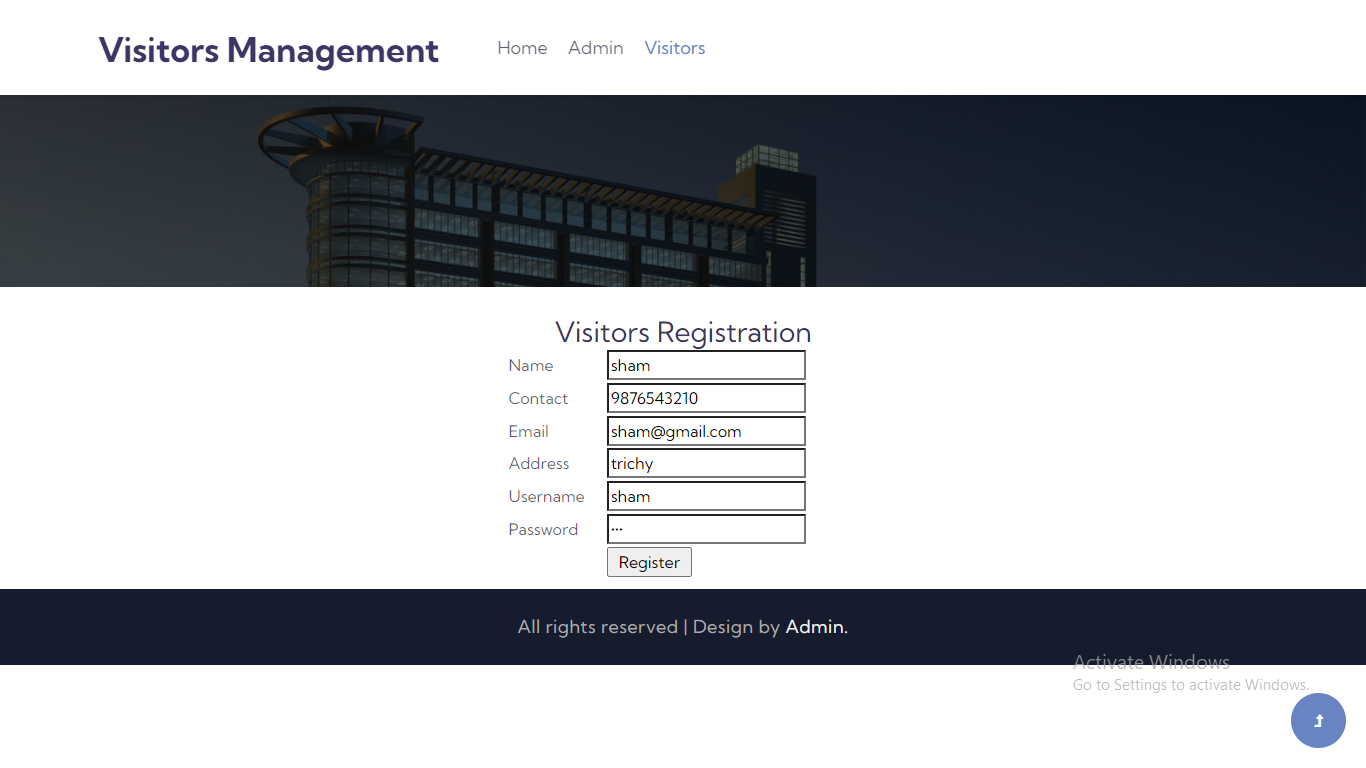 Visitors Management Home Admin Visitors
Visitors Registration
Name sham
Contact 9876543210
Email sham@gmail.com
Address trichy
Username sham
Password ···
Register
All rights reserved | Design by Admin.
Activate Windows
Go to Settings to activate Windows.